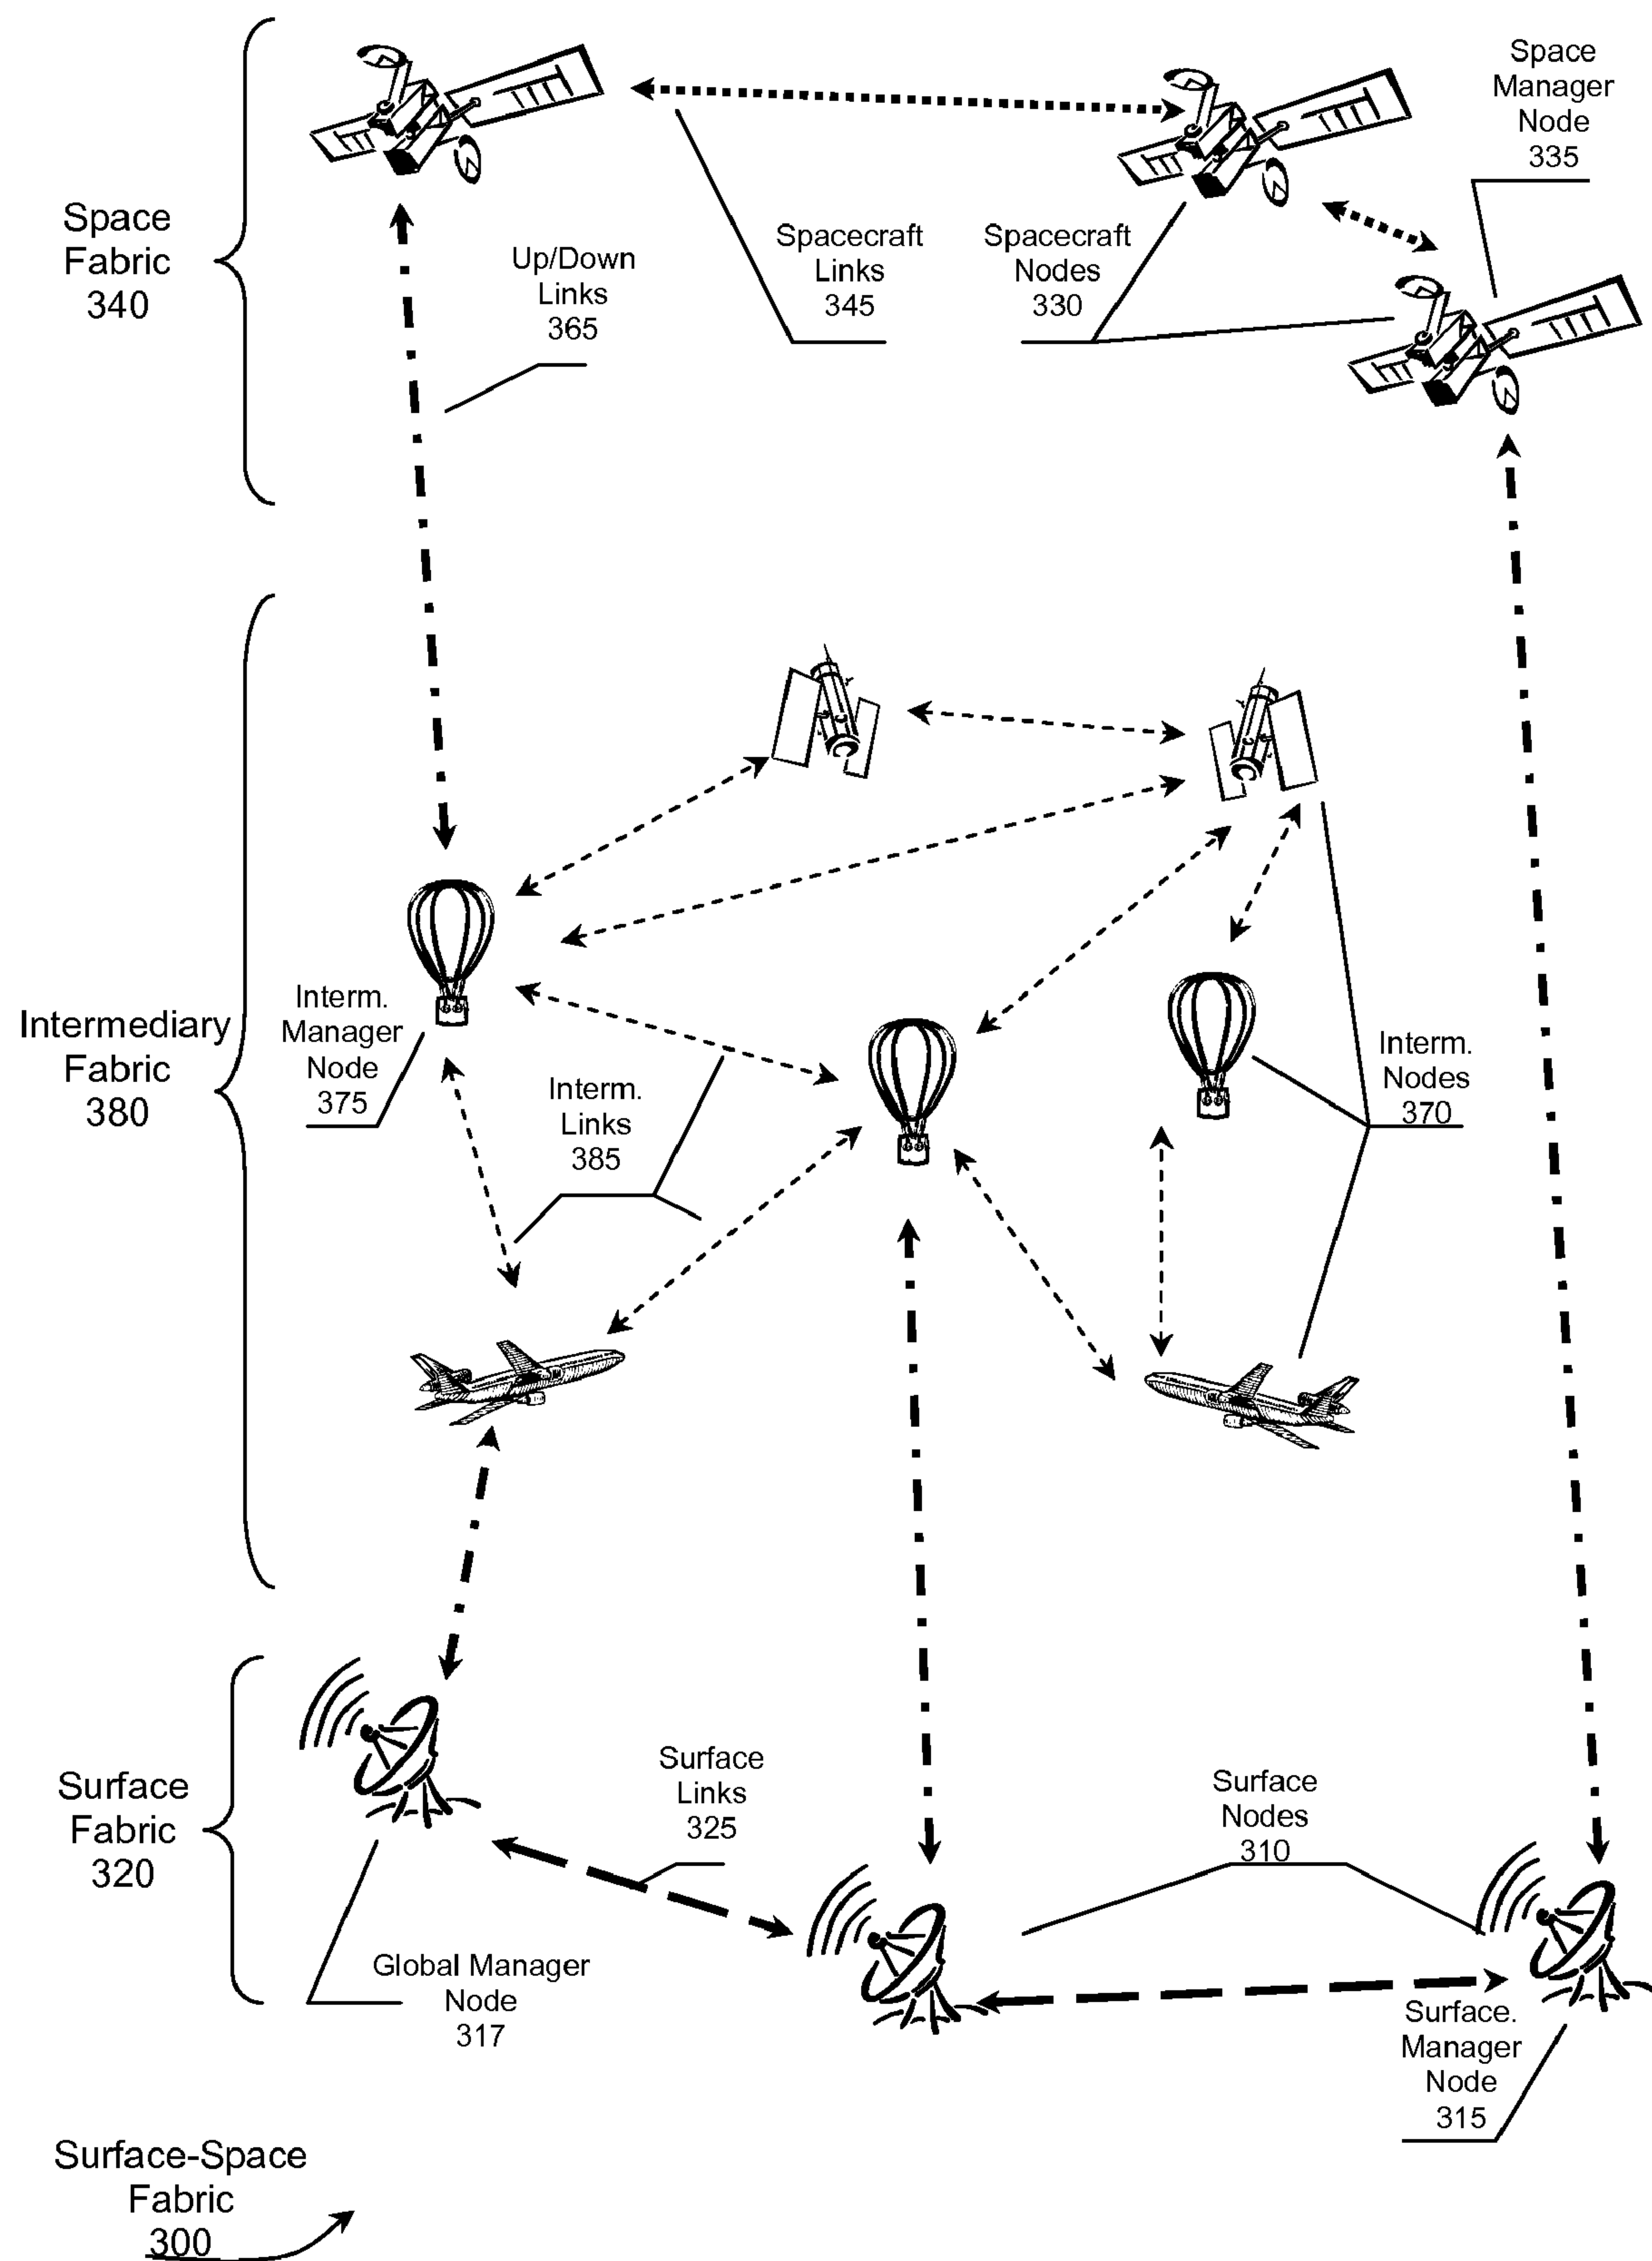 Space
Manager
Node
335
Space
Fabric
340
Up/Down
Links
365
Spacecraft
Links
345
Spacecraft
Nodes
330
Intermediary
Fabric
380
Interm.
Manager
Node
375
Interm.
Links
385
Interm.
Nodes
370
Surface
Fabric
320
Surface
Links
325
Surface
Nodes
310
Global Manager
Node
317
Surface.
Manager
Node
315
Surface-Space
Fabric
300